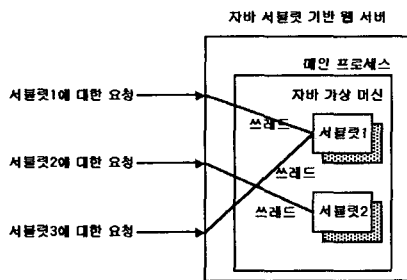 자바 서블릿 기반 웹 서버
메인 프로세스
자바 가상 머신
서블릿1에 대한 요청
쓰레드
서블릿1
서블릿2에 대한 요청
쓰레드
쓰레드
서블릿2
서블릿3에 대한 요청